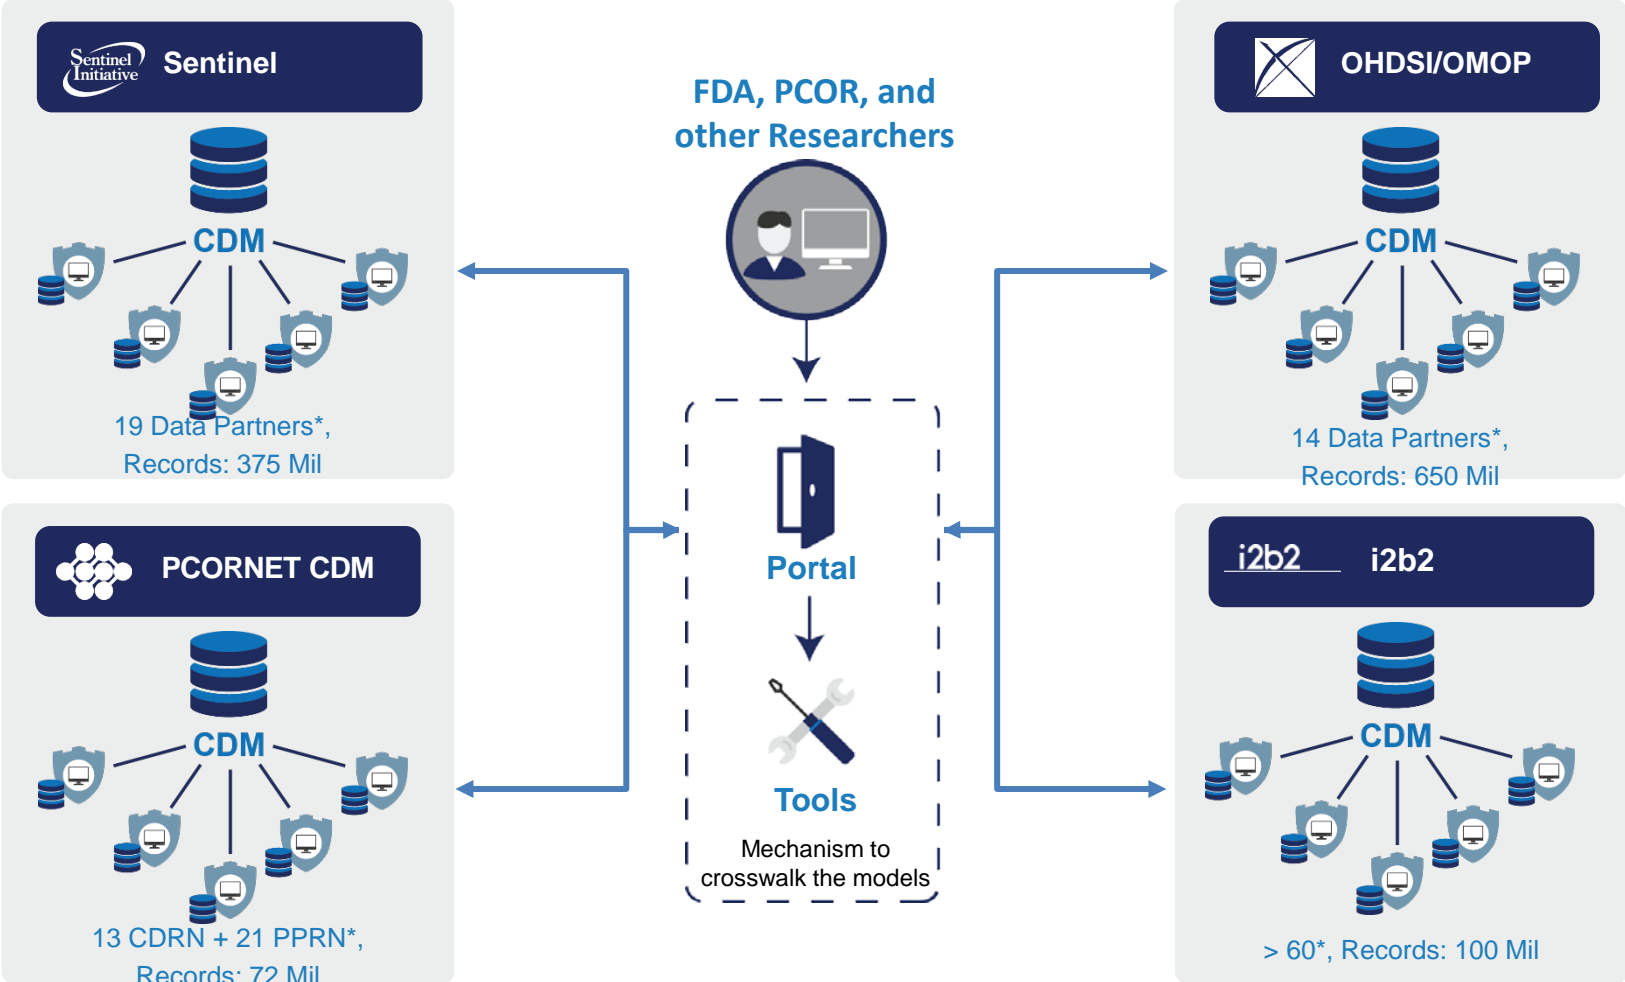 Sentinel
Initiative
Sentinel
CDM
19 Data Partners*,
Records: 375 Mil
PCORNET CDM
CDM
13 CDRN + 21 PPRN*,
Records: 72 Mil
FDA, PCOR, and
other Researchers
Portal
Tools
Mechanism to
crosswalk the models
OHDSI/OMOP
CDM
14 Data Partners*,
Records: 650 Mil
i2b2 i2b2
CDM
> 60*, Records: 100 Mil